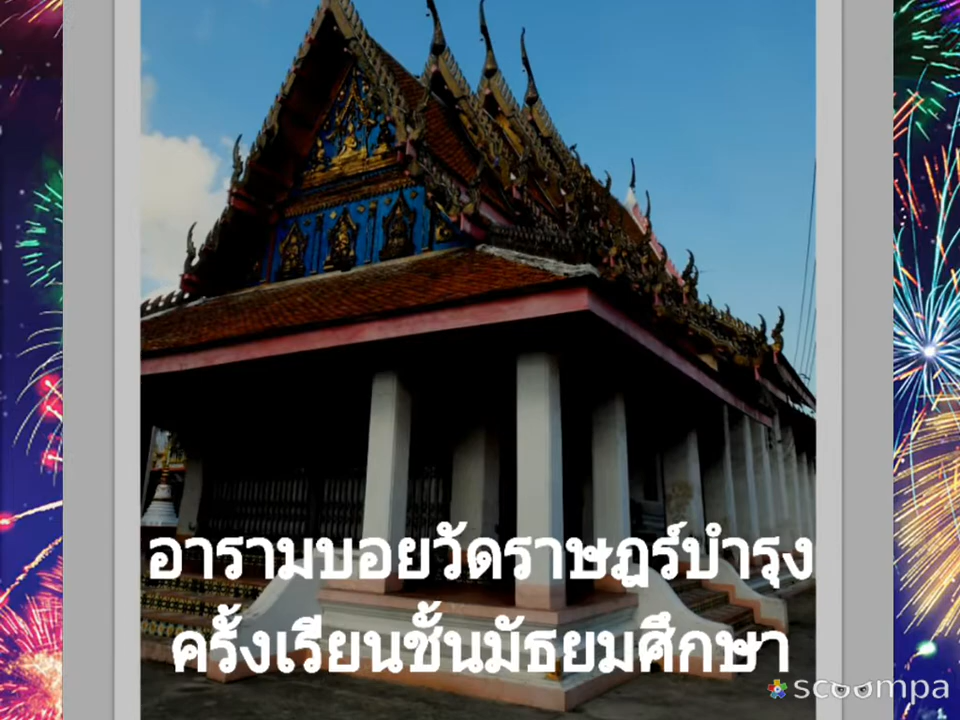 อารามบอยวัดราษฎร์บำรุง
ครั้งเรียนชั้นมัธยมศึกษา
scoompa